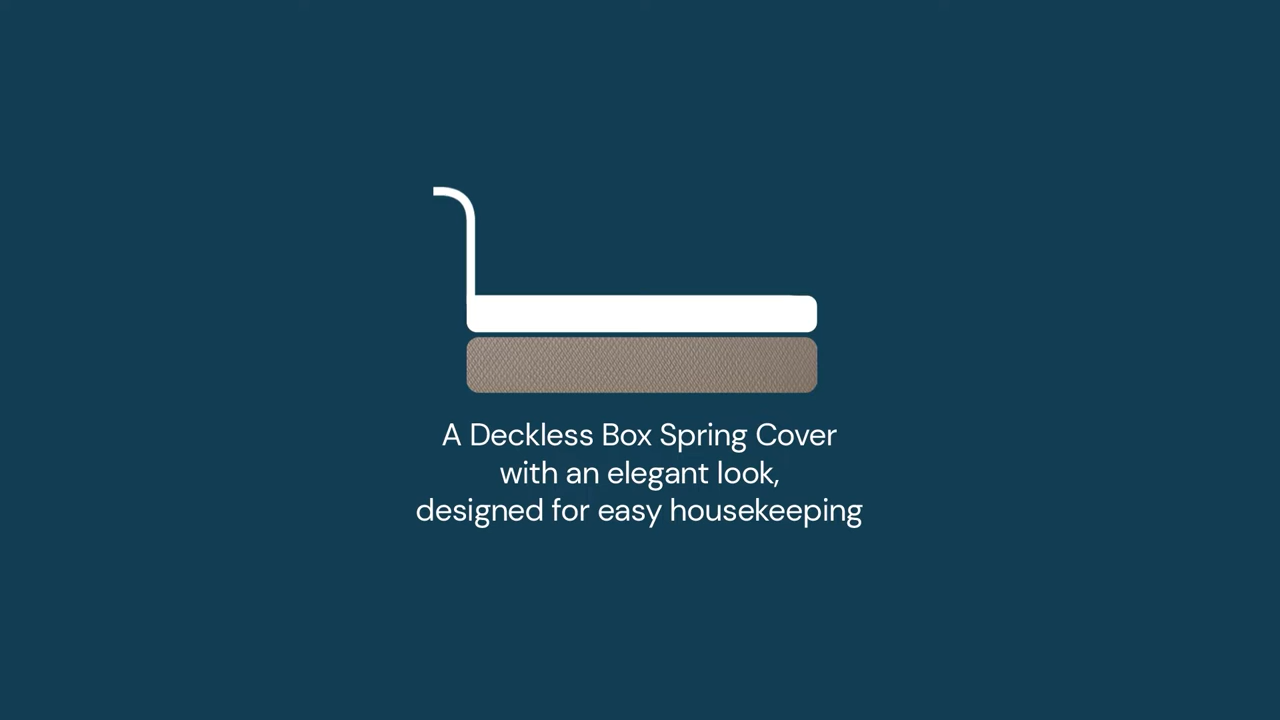 A Deckless Box Spring Cover
with an elegant look,
designed for easy housekeeping